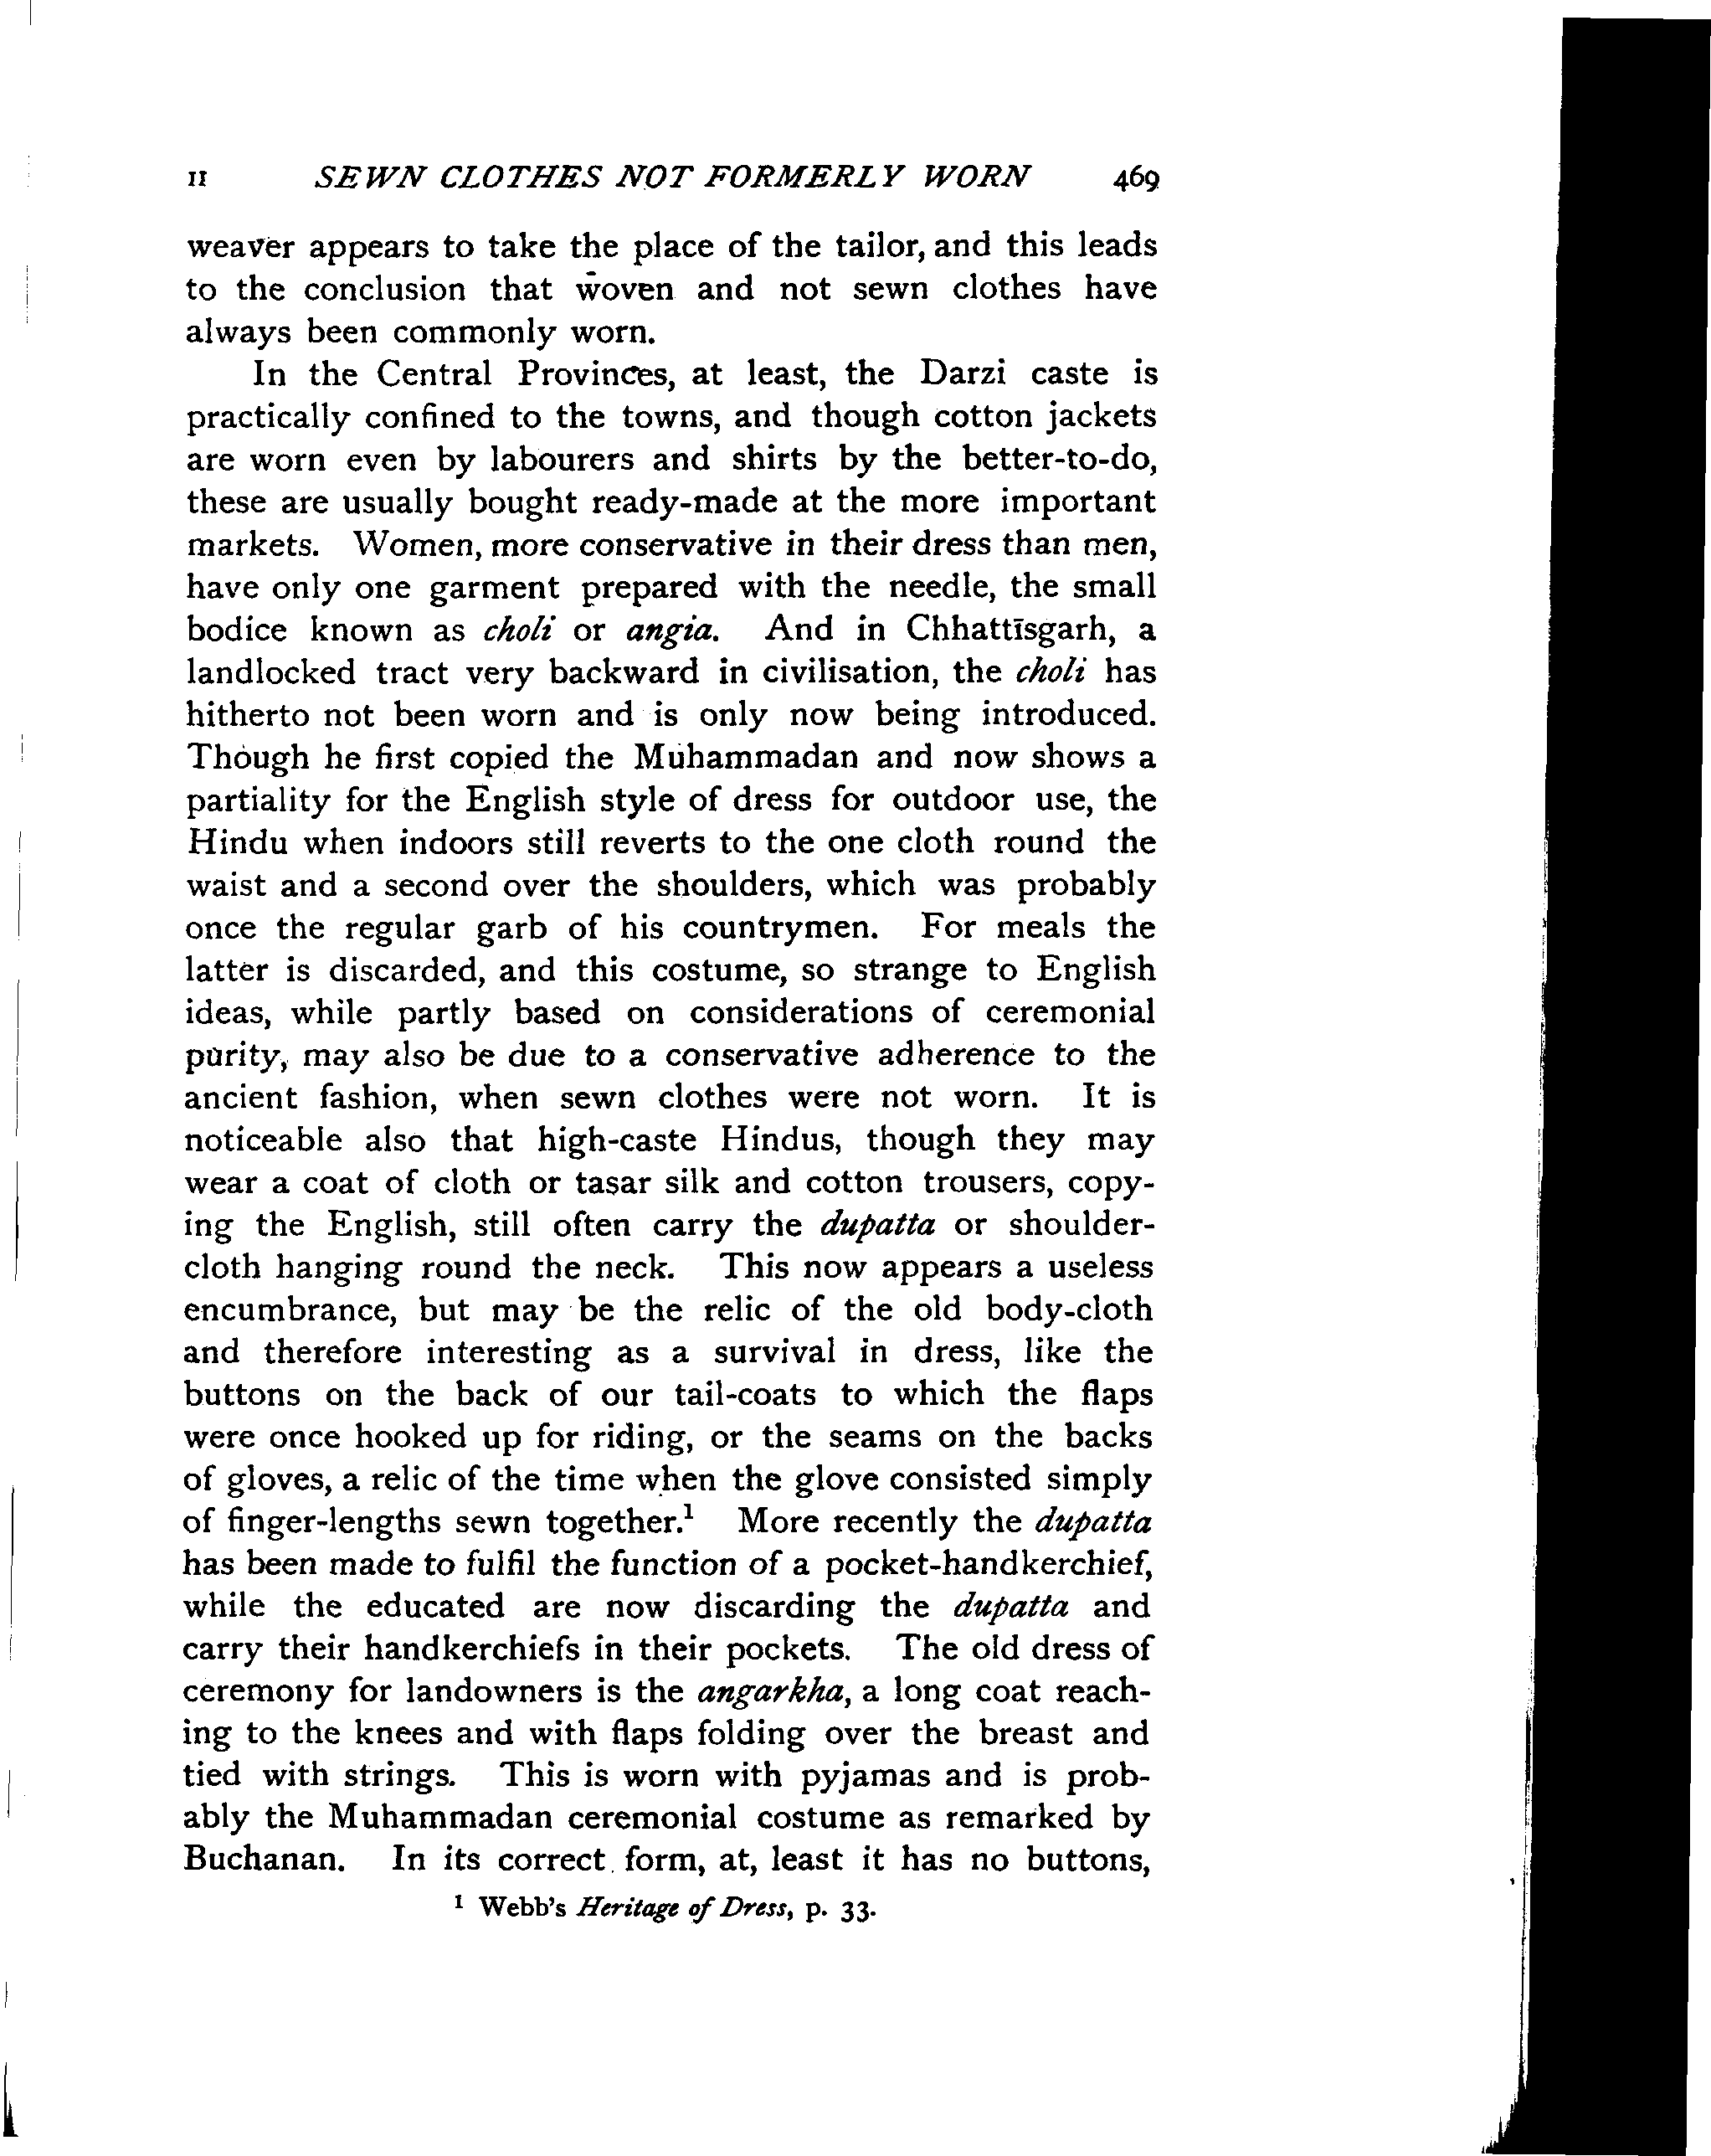 II SEWN CLOTHES NOT FORMERLY WORN 469
weaver appears to take the place of the tailor, and this leads
to the conclusion that woven and not sewn clothes have
always been commonly worn.
In the Central Provinces, at least, the Darzi caste is
practically confined to the towns, and though cotton jackets
are worn even by labourers and shirts by the better-to-do,
these are usually bought ready-made at the more important
markets. Women, more conservative in their dress than men,
have only one garment prepared with the needle, the small
bodice known as choli or angia. And in Chhattīsgarh, a
landlocked tract very backward in civilisation, the choli has
hitherto not been worn and is only now being introduced.
Though he first copied the Muhammadan and now shows a
partiality for the English style of dress for outdoor use, the
Hindu when indoors still reverts to the one cloth round the
waist and a second over the shoulders, which was probably
once the regular garb of his countrymen. For meals the
latter is discarded, and this costume, so strange to English
ideas, while partly based on considerations of ceremonial
purity, may also be due to a conservative adherence to the
ancient fashion, when sewn clothes were not worn. It is
noticeable also that high-caste Hindus, though they may
wear a coat of cloth or tasar silk and cotton trousers, copy-
ing the English, still often carry the dupatta or shoulder-
cloth hanging round the neck. This now appears a useless
encumbrance, but may be the relic of the old body-cloth
and therefore interesting as a survival in dress, like the
buttons on the back of our tail-coats to which the flaps
were once hooked up for riding, or the seams on the backs
of gloves, a relic of the time when the glove consisted simply
of finger-lengths sewn together.¹ More recently the dupatta
has been made to fulfil the function of a pocket-handkerchief,
while the educated are now discarding the dupatta and
carry their handkerchiefs in their pockets. The old dress of
ceremony for landowners is the angarkha, a long coat reach-
ing to the knees and with flaps folding over the breast and
tied with strings. This is worn with pyjamas and is prob-
ably the Muhammadan ceremonial costume as remarked by
Buchanan. In its correct form, at, least it has no buttons,
¹ Webb's Heritage of Dress, p. 33.